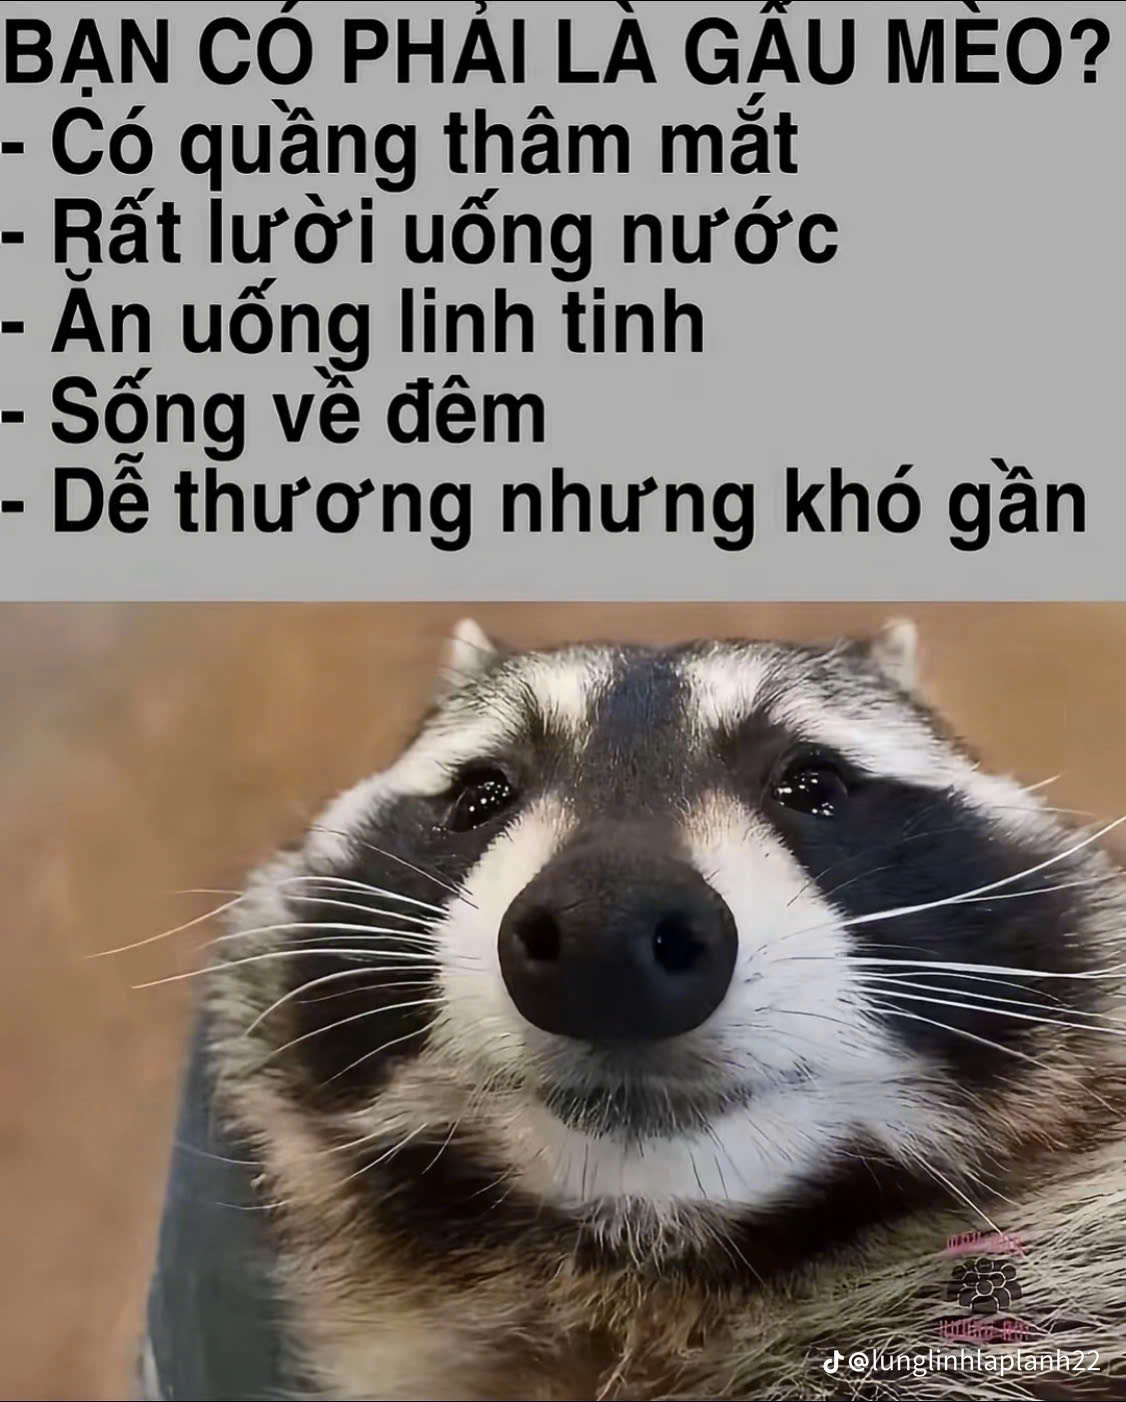 BẠN CÓ PHẢI LÀ GẤU MÈO?
- Có quầng thâm mắt
- Rất lười uống nước
- Ăn uống linh tinh
- Sống về đêm
- Dễ thương nhưng khó gần
@lunglinhlaplanh22